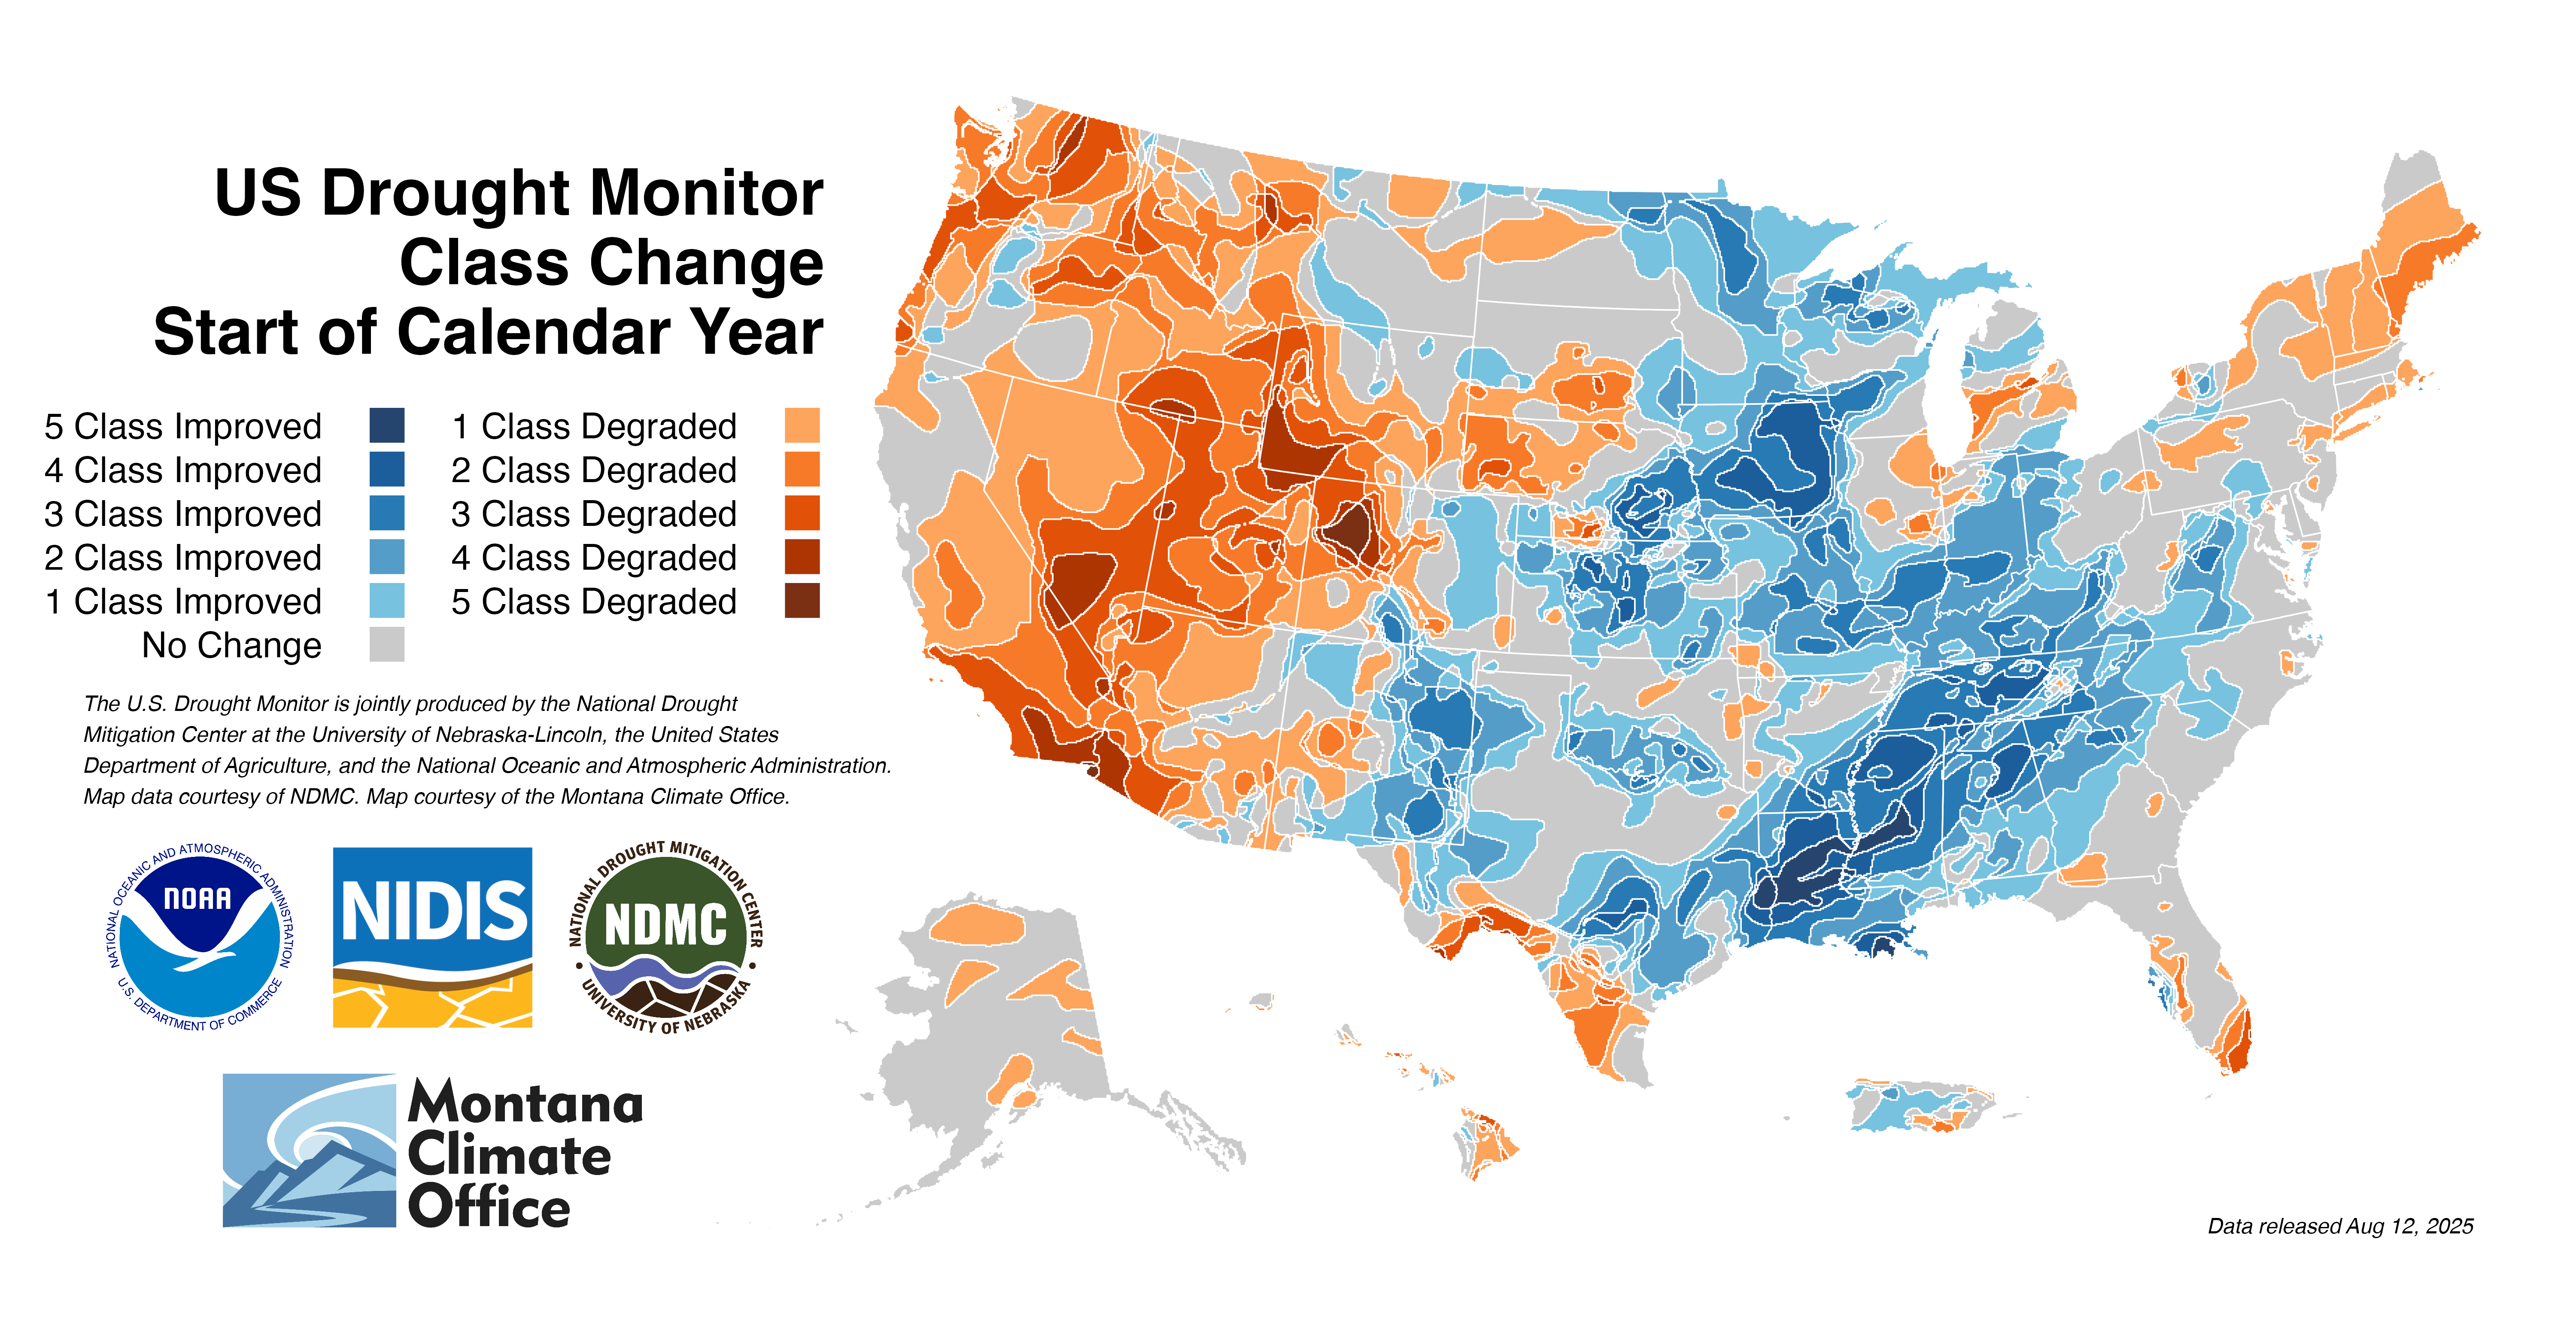 US Drought Monitor
Class Change
Start of Calendar Year
5 Class Improved
4 Class Improved
3 Class Improved
2 Class Improved
1 Class Improved
No Change
1 Class Degraded
2 Class Degraded
3 Class Degraded
4 Class Degraded
5 Class Degraded
The U.S. Drought Monitor is jointly produced by the National Drought
Mitigation Center at the University of Nebraska-Lincoln, the United States
Department of Agriculture, and the National Oceanic and Atmospheric Administration.
Map data courtesy of NDMC. Map courtesy of the Montana Climate Office.
NATIONAL OCEANIC AND ATMOSPHERIC ADMINISTRATION
NOAA
U.S. DEPARTMENT OF COMMERCE
NIDIS
NATIONAL DROUGHT MITIGATION CENTER
NDMC
UNIVERSITY OF NEBRASKA
Montana
Climate
Office
Data released Aug 12, 2025